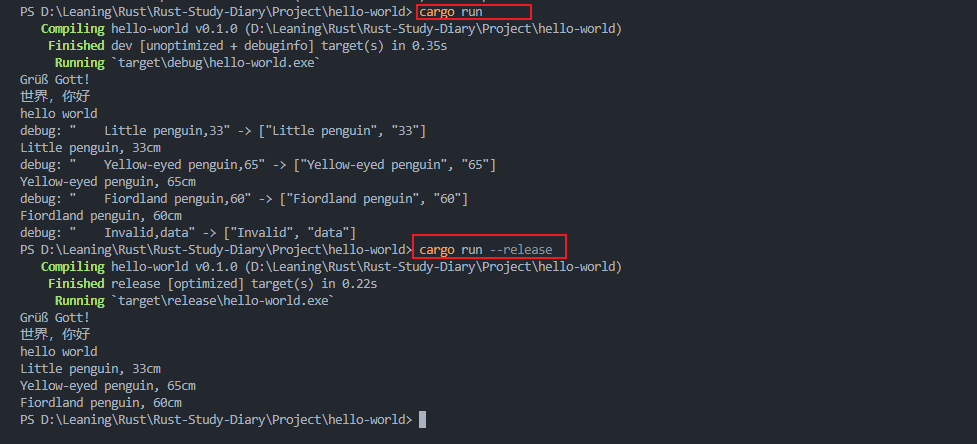 PS D:\Leaning\Rust\Rust-Study-Diary\Project\hello-world> cargo run
   Compiling hello-world v0.1.0 (D:\Leaning\Rust\Rust-Study-Diary\Project\hello-world)
    Finished dev [unoptimized + debuginfo] target(s) in 0.35s
     Running `target\debug\hello-world.exe`
Grüß Gott!
世界，你好
hello world
debug: "    Little penguin,33" -> ["Little penguin", "33"]
Little penguin, 33cm
debug: "    Yellow-eyed penguin,65" -> ["Yellow-eyed penguin", "65"]
Yellow-eyed penguin, 65cm
debug: "    Fiordland penguin,60" -> ["Fiordland penguin", "60"]
Fiordland penguin, 60cm
debug: "    Invalid,data" -> ["Invalid", "data"]
PS D:\Leaning\Rust\Rust-Study-Diary\Project\hello-world> cargo run --release
   Compiling hello-world v0.1.0 (D:\Leaning\Rust\Rust-Study-Diary\Project\hello-world)
    Finished release [optimized] target(s) in 0.22s
     Running `target\release\hello-world.exe`
Grüß Gott!
世界，你好
hello world
Little penguin, 33cm
Yellow-eyed penguin, 65cm
Fiordland penguin, 60cm
PS D:\Leaning\Rust\Rust-Study-Diary\Project\hello-world>